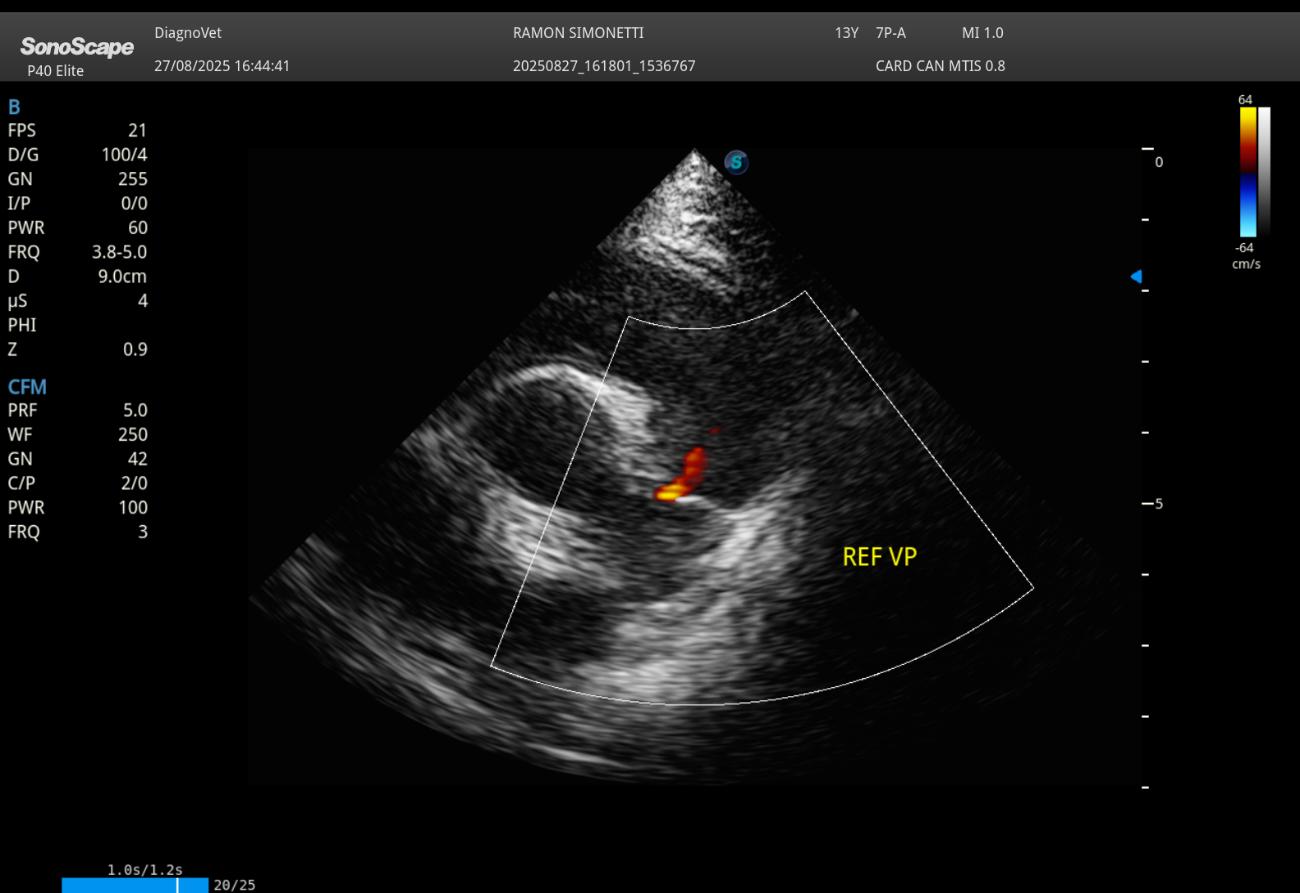 SonoScape
P40 Elite
DiagnoVet
27/08/2025 16:44:41
RAMON SIMONETTI
20250827_161801_1536767
13Y 7P-A MI 1.0
CARD CAN MTIS 0.8
B
FPS 21
D/G 100/4
GN 255
I/P 0/0
PWR 60
FRQ 3.8-5.0
D 9.0cm
µS 4
PHI
Z 0.9
CFM
PRF 5.0
WF 250
GN 42
C/P 2/0
PWR 100
FRQ 3
S
0
5
64
-64
cm/s
REF VP
1.0s/1.2s
20/25